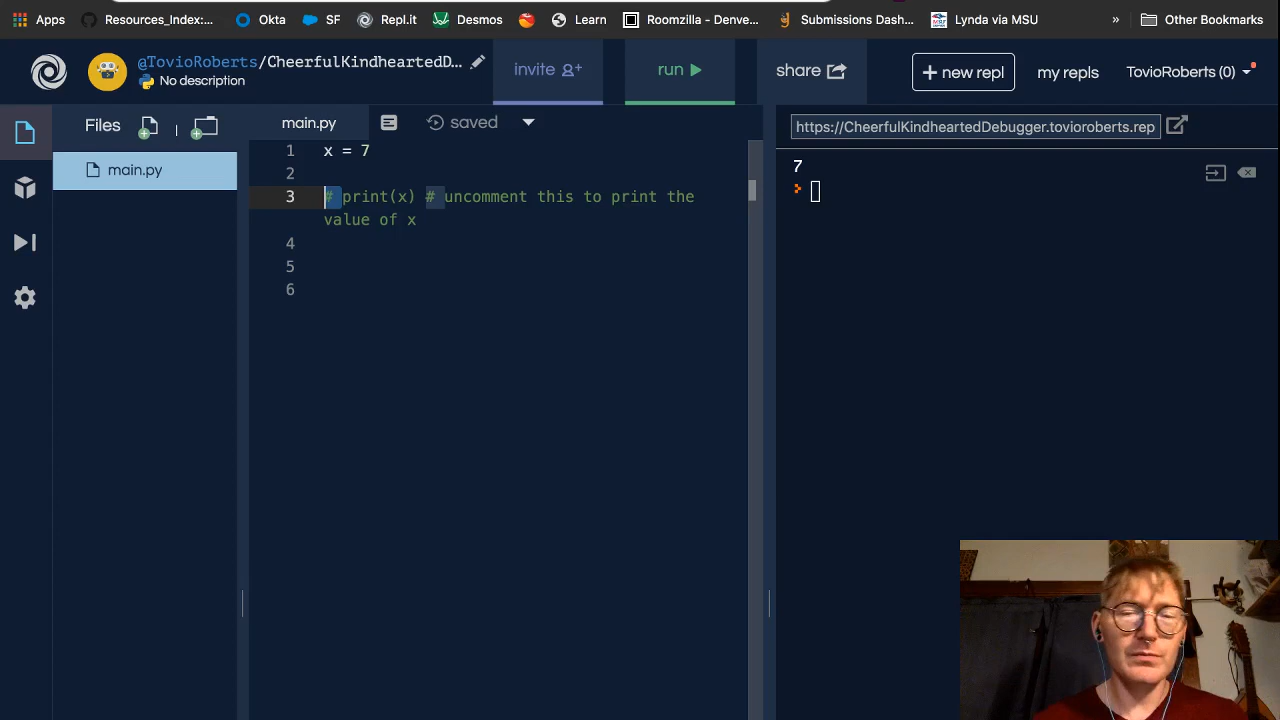 Apps Resources_Index:... Okta SF Repl.it Desmos Learn Roomzilla - Denve... Submissions Dash... Lynda via MSU » Other Bookmarks
@TovioRoberts/CheerfulKindheartedD...
No description
invite
run
share
+ new repl
my repls
TovioRoberts (0)
Files
main.py
saved
https://CheerfulKindheartedDebugger.tovioroberts.rep
main.py
1 x = 7
2
3 # print(x) # uncomment this to print the
value of x
4
5
6
7